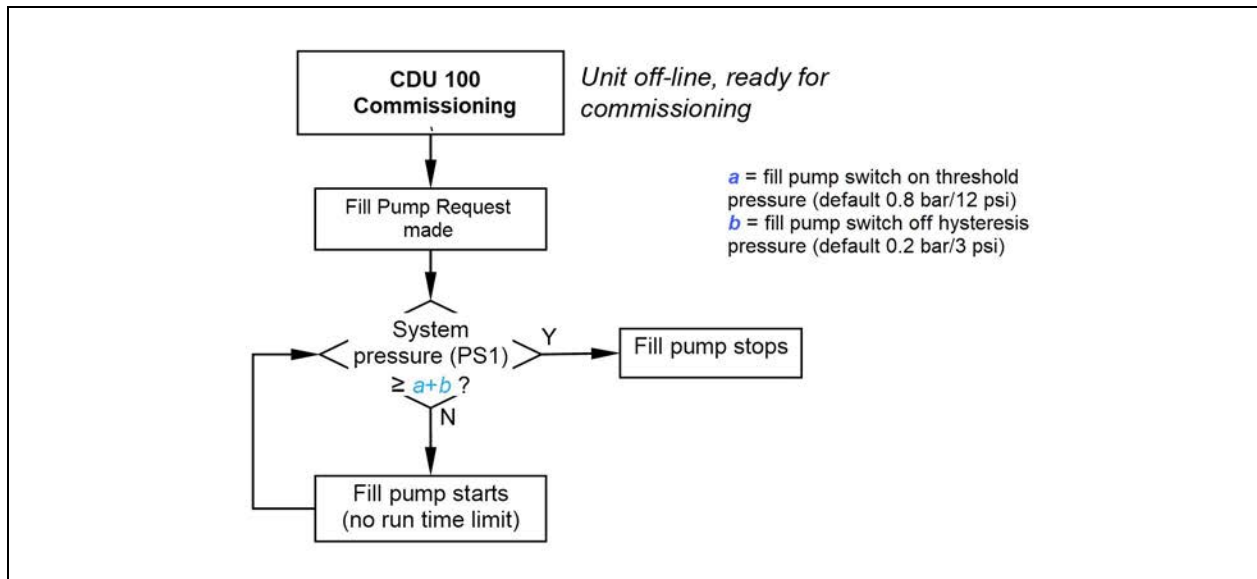 CDU 100
Commissioning
Unit off-line, ready for
commissioning
a = fill pump switch on threshold
pressure (default 0.8 bar/12 psi)
b = fill pump switch off hysteresis
pressure (default 0.2 bar/3 psi)
Fill Pump Request
made
System
pressure (PS1)
≥ a+b ?
Y
Fill pump stops
N
Fill pump starts
(no run time limit)